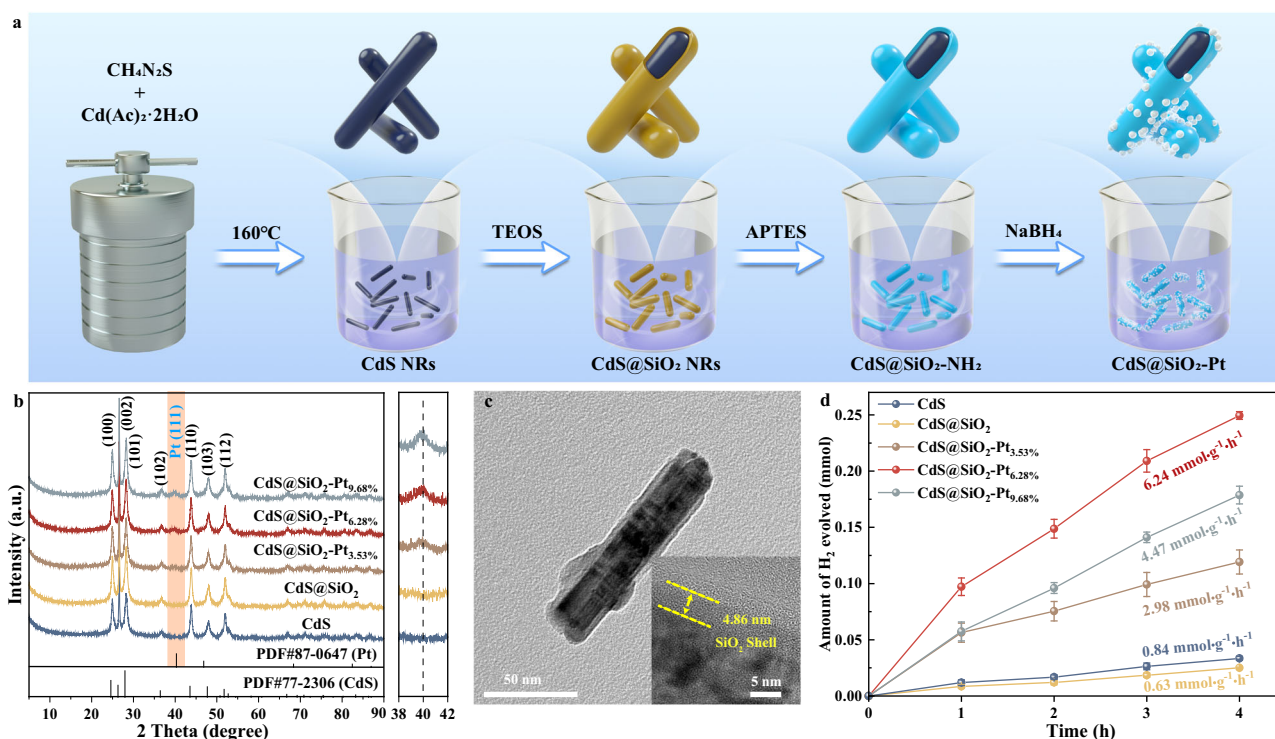 a
CH₄N₂S
+
Cd(Ac)₂·2H₂O
160℃
TEOS
APTES
NaBH₄
CdS NRs
CdS@SiO₂ NRs
CdS@SiO₂-NH₂
CdS@SiO₂-Pt
b
Intensity (a.u.)
(100)
(002)
(101)
(102)
Pt (111)
(110)
(103)
(112)
CdS@SiO₂-Pt₉.₆₈%
CdS@SiO₂-Pt₆.₂₈%
CdS@SiO₂-Pt₃.₅₃%
CdS@SiO₂
CdS
PDF#87-0647 (Pt)
PDF#77-2306 (CdS)
10 20 30 40 50 60 70 80 90
38 40 42
2 Theta (degree)
c
4.86 nm
SiO₂ Shell
50 nm
5 nm
d
Amount of H₂ evolved (mmol)
0.25
0.20
0.15
0.10
0.05
0.00
CdS
CdS@SiO₂
CdS@SiO₂-Pt₃.₅₃%
CdS@SiO₂-Pt₆.₂₈%
CdS@SiO₂-Pt₉.₆₈%
6.24 mmol·g⁻¹·h⁻¹
4.47 mmol·g⁻¹·h⁻¹
2.98 mmol·g⁻¹·h⁻¹
0.84 mmol·g⁻¹·h⁻¹
0.63 mmol·g⁻¹·h⁻¹
0 1 2 3 4
Time (h)